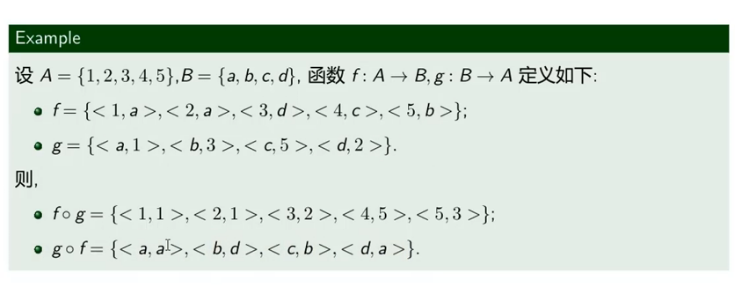 Example
设 A = {1,2,3,4,5},B = {a,b,c,d}, 函数 f : A → B,g : B → A 定义如下:
f = {< 1,a >,< 2,a >,< 3,d >,< 4,c >,< 5,b >};
g = {< a,1 >,< b,3 >,< c,5 >,< d,2 >}.
则,
f∘g = {< 1,1 >,< 2,1 >,< 3,2 >,< 4,5 >,< 5,3 >};
g∘f = {< a,a >,< b,d >,< c,b >,< d,a >}.